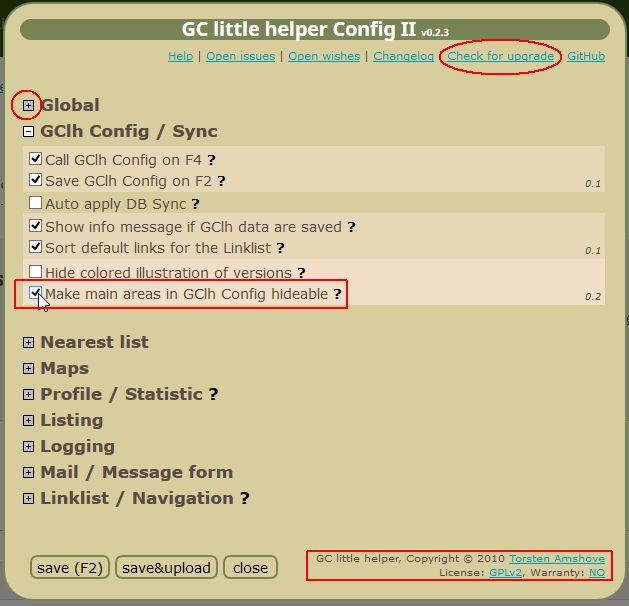 GC little helper Config II v0.2.3
Help | Open issues | Open wishes | Changelog | Check for upgrade | GitHub
Global
GClh Config / Sync
Call GClh Config on F4 ?
Save GClh Config on F2 ?
0.1
Auto apply DB Sync ?
Show info message if GClh data are saved ?
Sort default links for the Linklist ?
0.1
Hide colored illustration of versions ?
Make main areas in GClh Config hideable ?
0.2
Nearest list
Maps
Profile / Statistic ?
Listing
Logging
Mail / Message form
Linklist / Navigation ?
save (F2) save&upload close
GC little helper, Copyright © 2010 Torsten Amshove
License: GPLv2, Warranty: NO